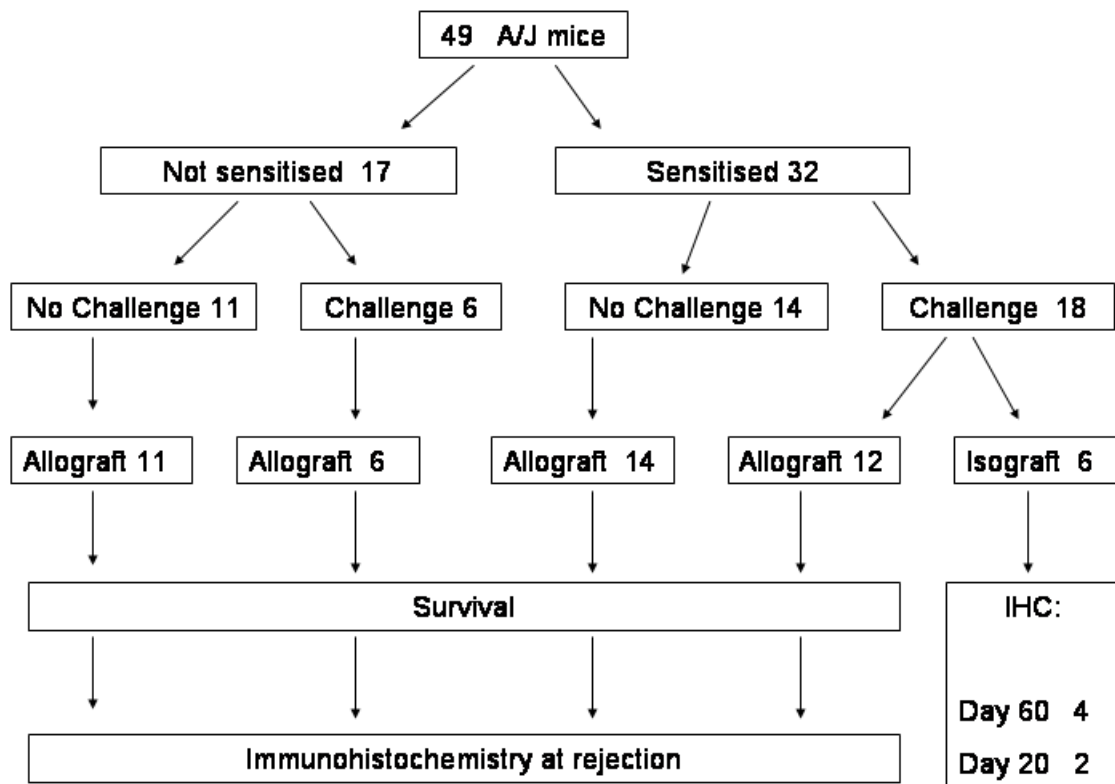 49 A/J mice
Not sensitised 17
Sensitised 32
No Challenge 11
Challenge 6
No Challenge 14
Challenge 18
Allograft 11
Allograft 6
Allograft 14
Allograft 12
Isograft 6
Survival
IHC:
Day 60 4
Day 20 2
Immunohistochemistry at rejection